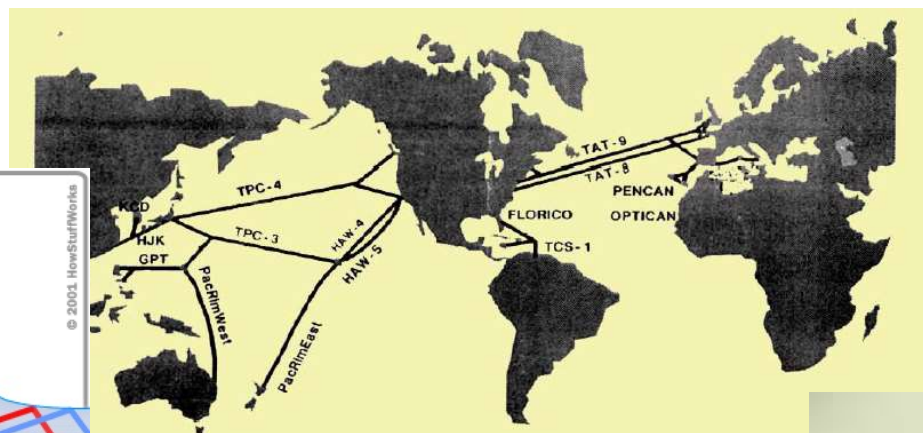 TPC-4
TAT-9
TAT-8
PENCAN
OPTICAN
FLORICO
TCS-1
KCD
HJK
GPT
TPC-3
HAW-4
HAW-5
PacRimWest
PacRimEast
© 2001 HowStuffWorks